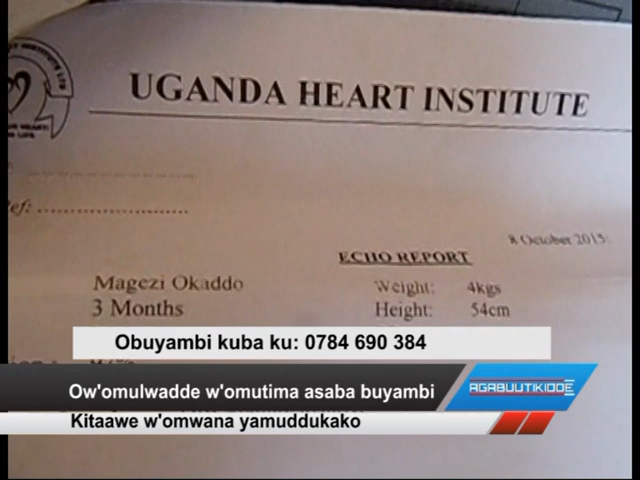 UGANDA HEART INSTITUTE
8 October 2015
ECHO REPORT
Magezi Okaddo
Weight: 4kgs
3 Months
Height: 54cm
Obuyambi kuba ku: 0784 690 384
Ow'omulwadde w'omutima asaba buyambi
AGABUUTIKIDDE
Kitaawe w'omwana yamuddukako